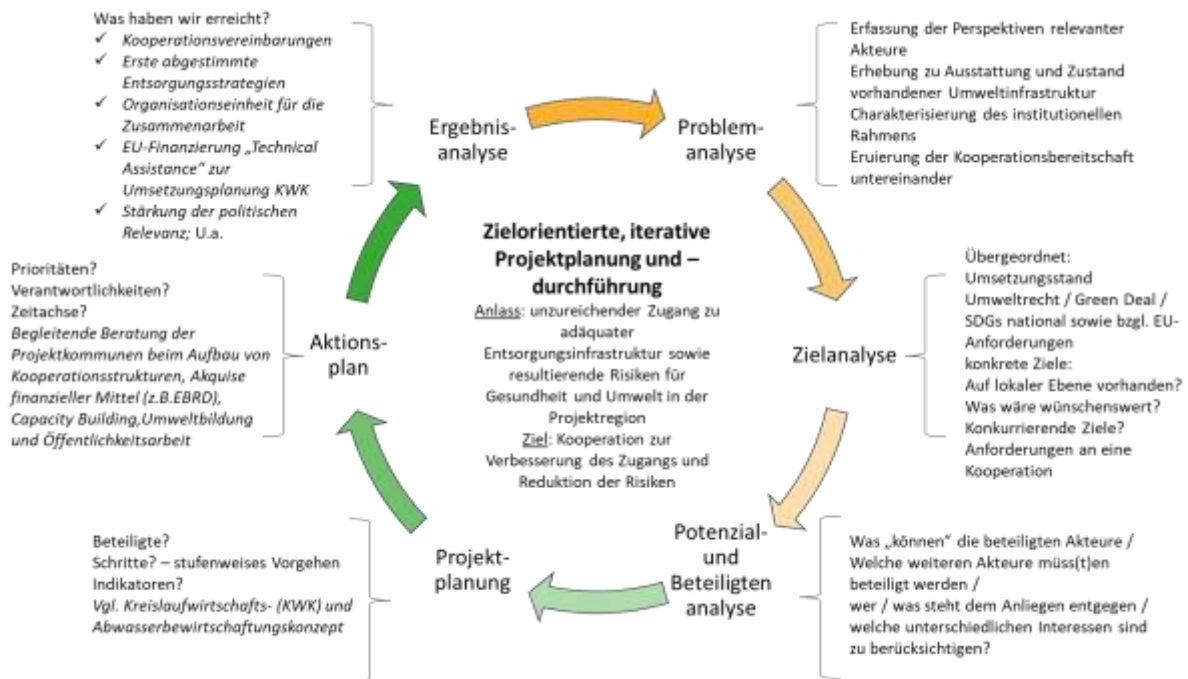 Was haben wir erreicht?
✓ Kooperationsvereinbarungen
✓ Erste abgestimmte
Entsorgungsstrategien
✓ Organisationseinheit für die
Zusammenarbeit
✓ EU-Finanzierung „Technical
Assistance“ zur
Umsetzungsplanung KWK
✓ Stärkung der politischen
Relevanz; U.a.
Ergebnis-
analyse
Problem-
analyse
Erfassung der Perspektiven relevanter
Akteure
Erhebung zu Ausstattung und Zustand
vorhandener Umweltinfrastruktur
Charakterisierung des institutionellen
Rahmens
Eruierung der Kooperationsbereitschaft
untereinander
Zielorientierte, iterative
Projektplanung und –
durchführung
Anlass: unzureichender Zugang zu
adäquater
Entsorgungsinfrastruktur sowie
resultierende Risiken für
Gesundheit und Umwelt in der
Projektregion
Ziel: Kooperation zur
Verbesserung des Zugangs und
Reduktion der Risiken
Prioritäten?
Verantwortlichkeiten?
Zeitachse?
Begleitende Beratung der
Projektkommunen beim Aufbau von
Kooperationsstrukturen, Akquise
finanzieller Mittel (z.B.EBRD),
Capacity Building,Umweltbildung
und Öffentlichkeitsarbeit
Aktions-
plan
Zielanalyse
Übergeordnet:
Umsetzungsstand
Umweltrecht / Green Deal /
SDGs national sowie bzgl. EU-
Anforderungen
konkrete Ziele:
Auf lokaler Ebene vorhanden?
Was wäre wünschenswert?
Konkurrierende Ziele?
Anforderungen an eine
Kooperation
Beteiligte?
Schritte? – stufenweises Vorgehen
Indikatoren?
Vgl. Kreislaufwirtschafts- (KWK) und
Abwasserbewirtschaftungskonzept
Projekt-
planung
Potenzial-
und
Beteiligten
analyse
Was „können“ die beteiligten Akteure /
Welche weiteren Akteure müss(t)en
beteiligt werden /
wer / was steht dem Anliegen entgegen /
welche unterschiedlichen Interessen sind
zu berücksichtigen?